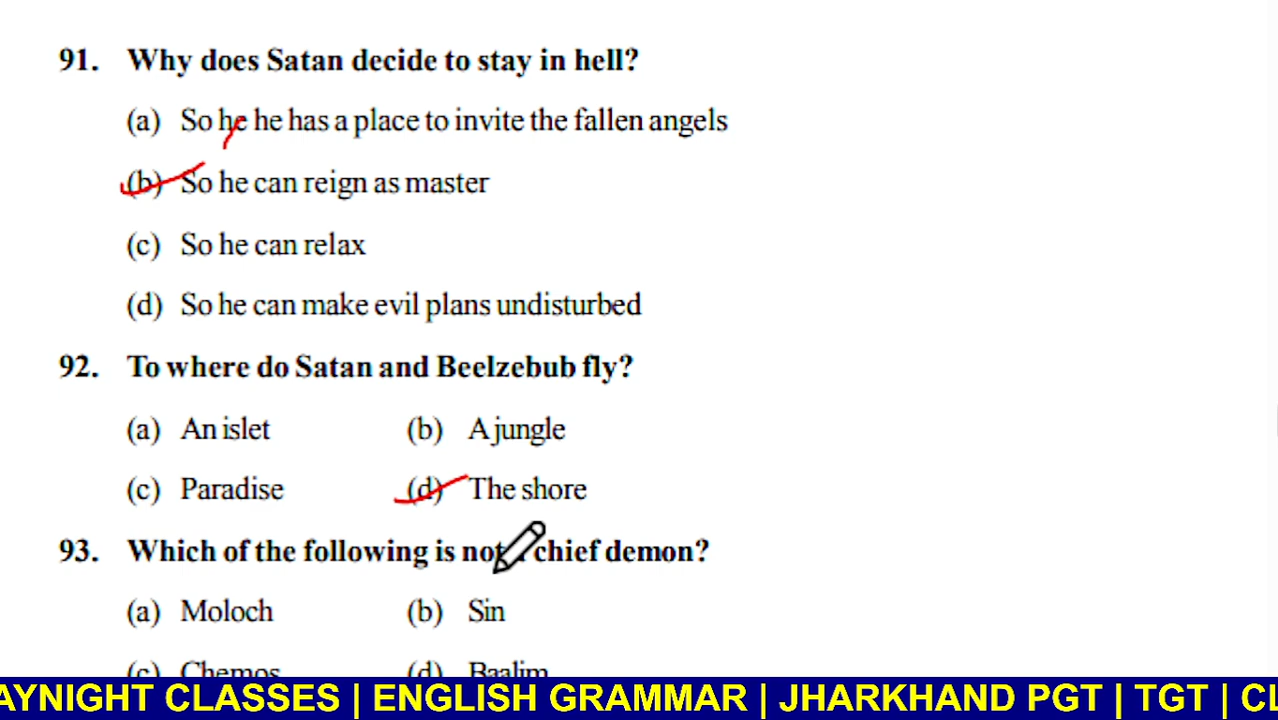 91. Why does Satan decide to stay in hell?
(a) So he he has a place to invite the fallen angels
(b) So he can reign as master
(c) So he can relax
(d) So he can make evil plans undisturbed
92. To where do Satan and Beelzebub fly?
(a) An islet (b) A jungle
(c) Paradise (d) The shore
93. Which of the following is not chief demon?
(a) Moloch (b) Sin
(c) Chemos (d) Baalim
AYNIGHT CLASSES | ENGLISH GRAMMAR | JHARKHAND PGT | TGT | CL